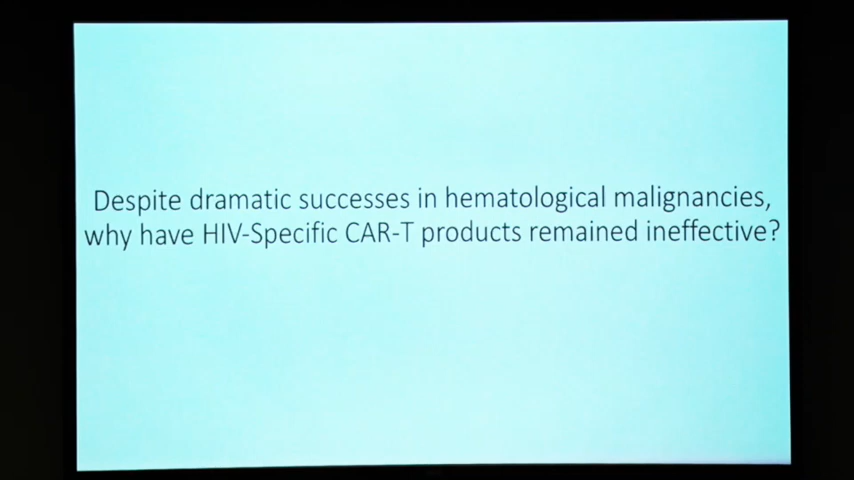 Despite dramatic successes in hematological malignancies,
why have HIV-Specific CAR-T products remained ineffective?